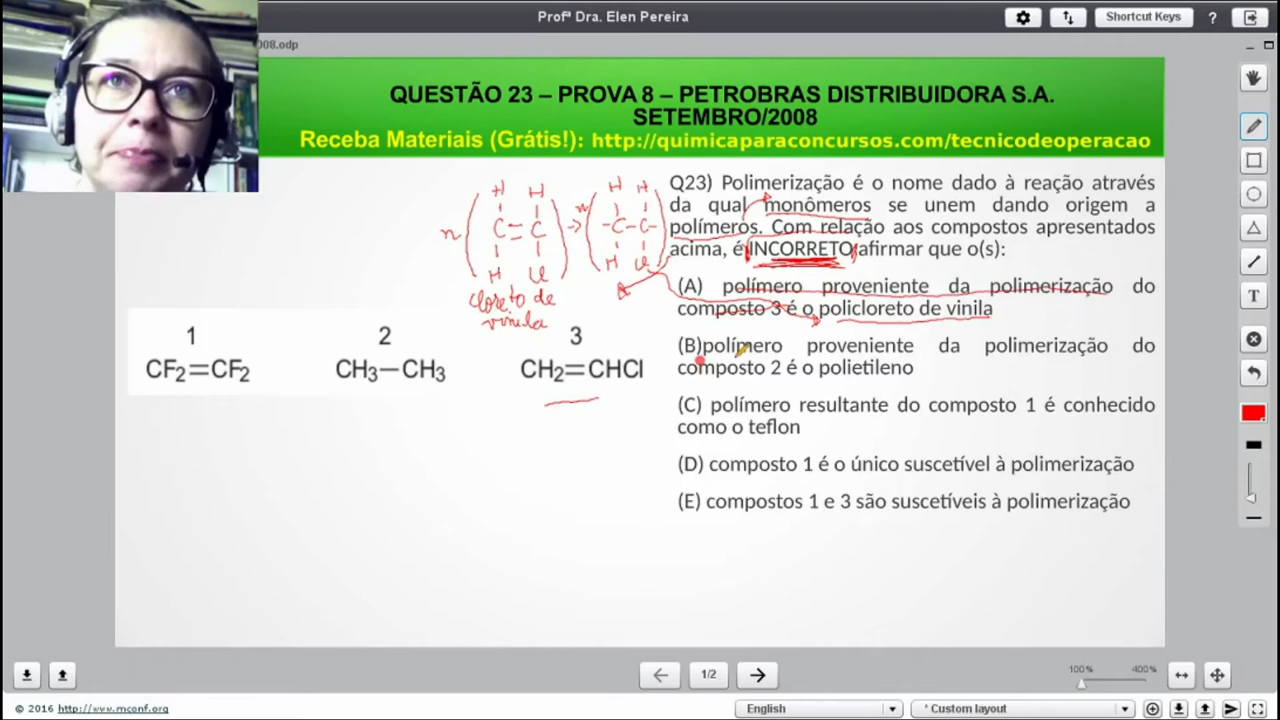 Profª Dra. Elen Pereira
Shortcut Keys
?
008.odp
QUESTÃO 23 – PROVA 8 – PETROBRAS DISTRIBUIDORA S.A.
SETEMBRO/2008
Receba Materiais (Grátis!): http://quimicaparaconcursos.com/tecnicodeoperacao
n H H C = C H Cl → n H H - C - C - H Cl
cloreto de
vinila
1 2 3
CF2=CF2 CH3–CH3 CH2=CHCl
Q23) Polimerização é o nome dado à reação através
da qual monômeros se unem dando origem a
polímeros. Com relação aos compostos apresentados
acima, é INCORRETO afirmar que o(s):
(A) polímero proveniente da polimerização do
composto 3 é o policloreto de vinila
(B)polímero proveniente da polimerização do
composto 2 é o polietileno
(C) polímero resultante do composto 1 é conhecido
como o teflon
(D) composto 1 é o único suscetível à polimerização
(E) compostos 1 e 3 são suscetíveis à polimerização
T
1/2
100% 400%
© 2016 http://www.mconf.org
English
* Custom layout